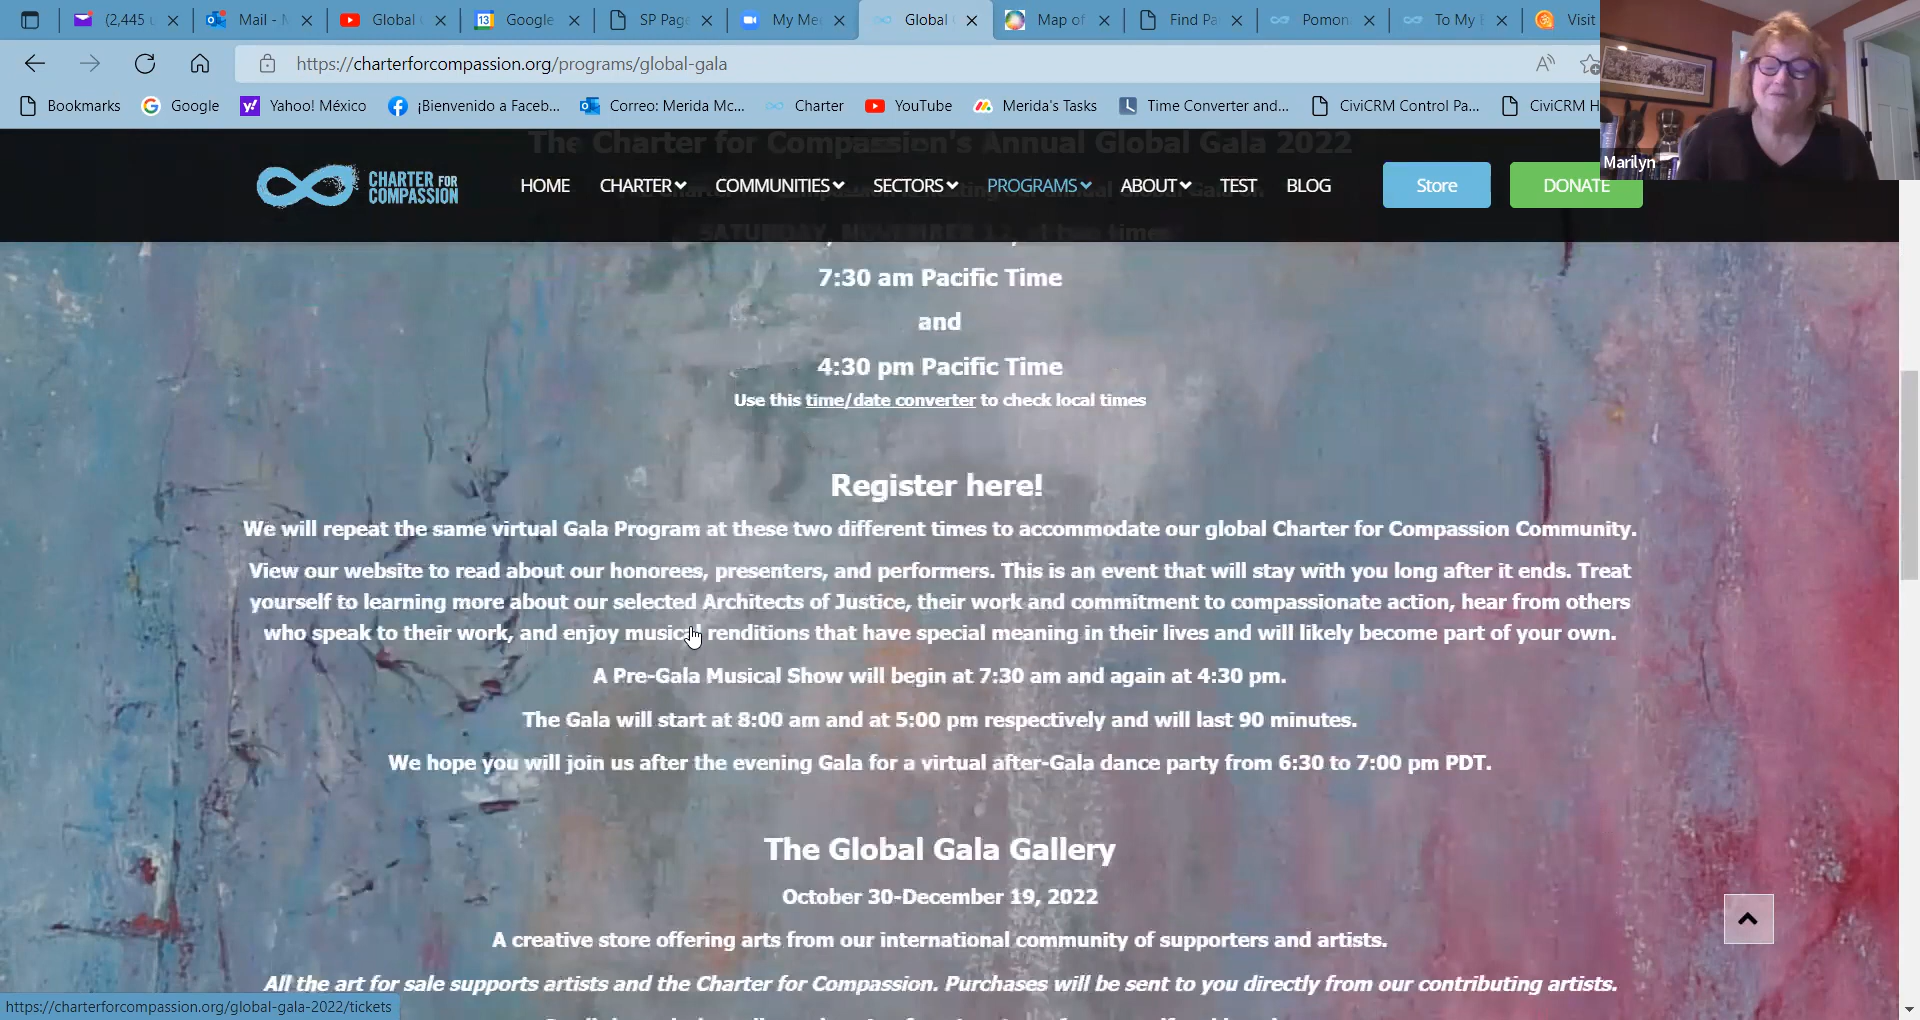 (2,445 u
Mail -
Global
Google
SP Page
My Me
Global
Map of
Find Pa
Pomon
To My
Visit
https://charterforcompassion.org/programs/global-gala
Bookmarks
Google
Yahoo! México
¡Bienvenido a Faceb...
Correo: Merida Mc...
Charter
YouTube
Merida's Tasks
Time Converter and...
CiviCRM Control Pa...
CiviCRM H
Marilyn
The Charter for Compassion's Annual Global Gala 2022
CHARTER FOR
COMPASSION
HOME
CHARTER
COMMUNITIES
SECTORS
PROGRAMS
ABOUT
TEST
BLOG
Store
DONATE
SATURDAY, NOVEMBER 12, at two times
7:30 am Pacific Time
and
4:30 pm Pacific Time
Use this time/date converter to check local times
Register here!
We will repeat the same virtual Gala Program at these two different times to accommodate our global Charter for Compassion Community.
View our website to read about our honorees, presenters, and performers. This is an event that will stay with you long after it ends. Treat
yourself to learning more about our selected Architects of Justice, their work and commitment to compassionate action, hear from others
who speak to their work, and enjoy musical renditions that have special meaning in their lives and will likely become part of your own.
A Pre-Gala Musical Show will begin at 7:30 am and again at 4:30 pm.
The Gala will start at 8:00 am and at 5:00 pm respectively and will last 90 minutes.
We hope you will join us after the evening Gala for a virtual after-Gala dance party from 6:30 to 7:00 pm PDT.
The Global Gala Gallery
October 30-December 19, 2022
A creative store offering arts from our international community of supporters and artists.
All the art for sale supports artists and the Charter for Compassion. Purchases will be sent to you directly from our contributing artists.
https://charterforcompassion.org/global-gala-2022/tickets